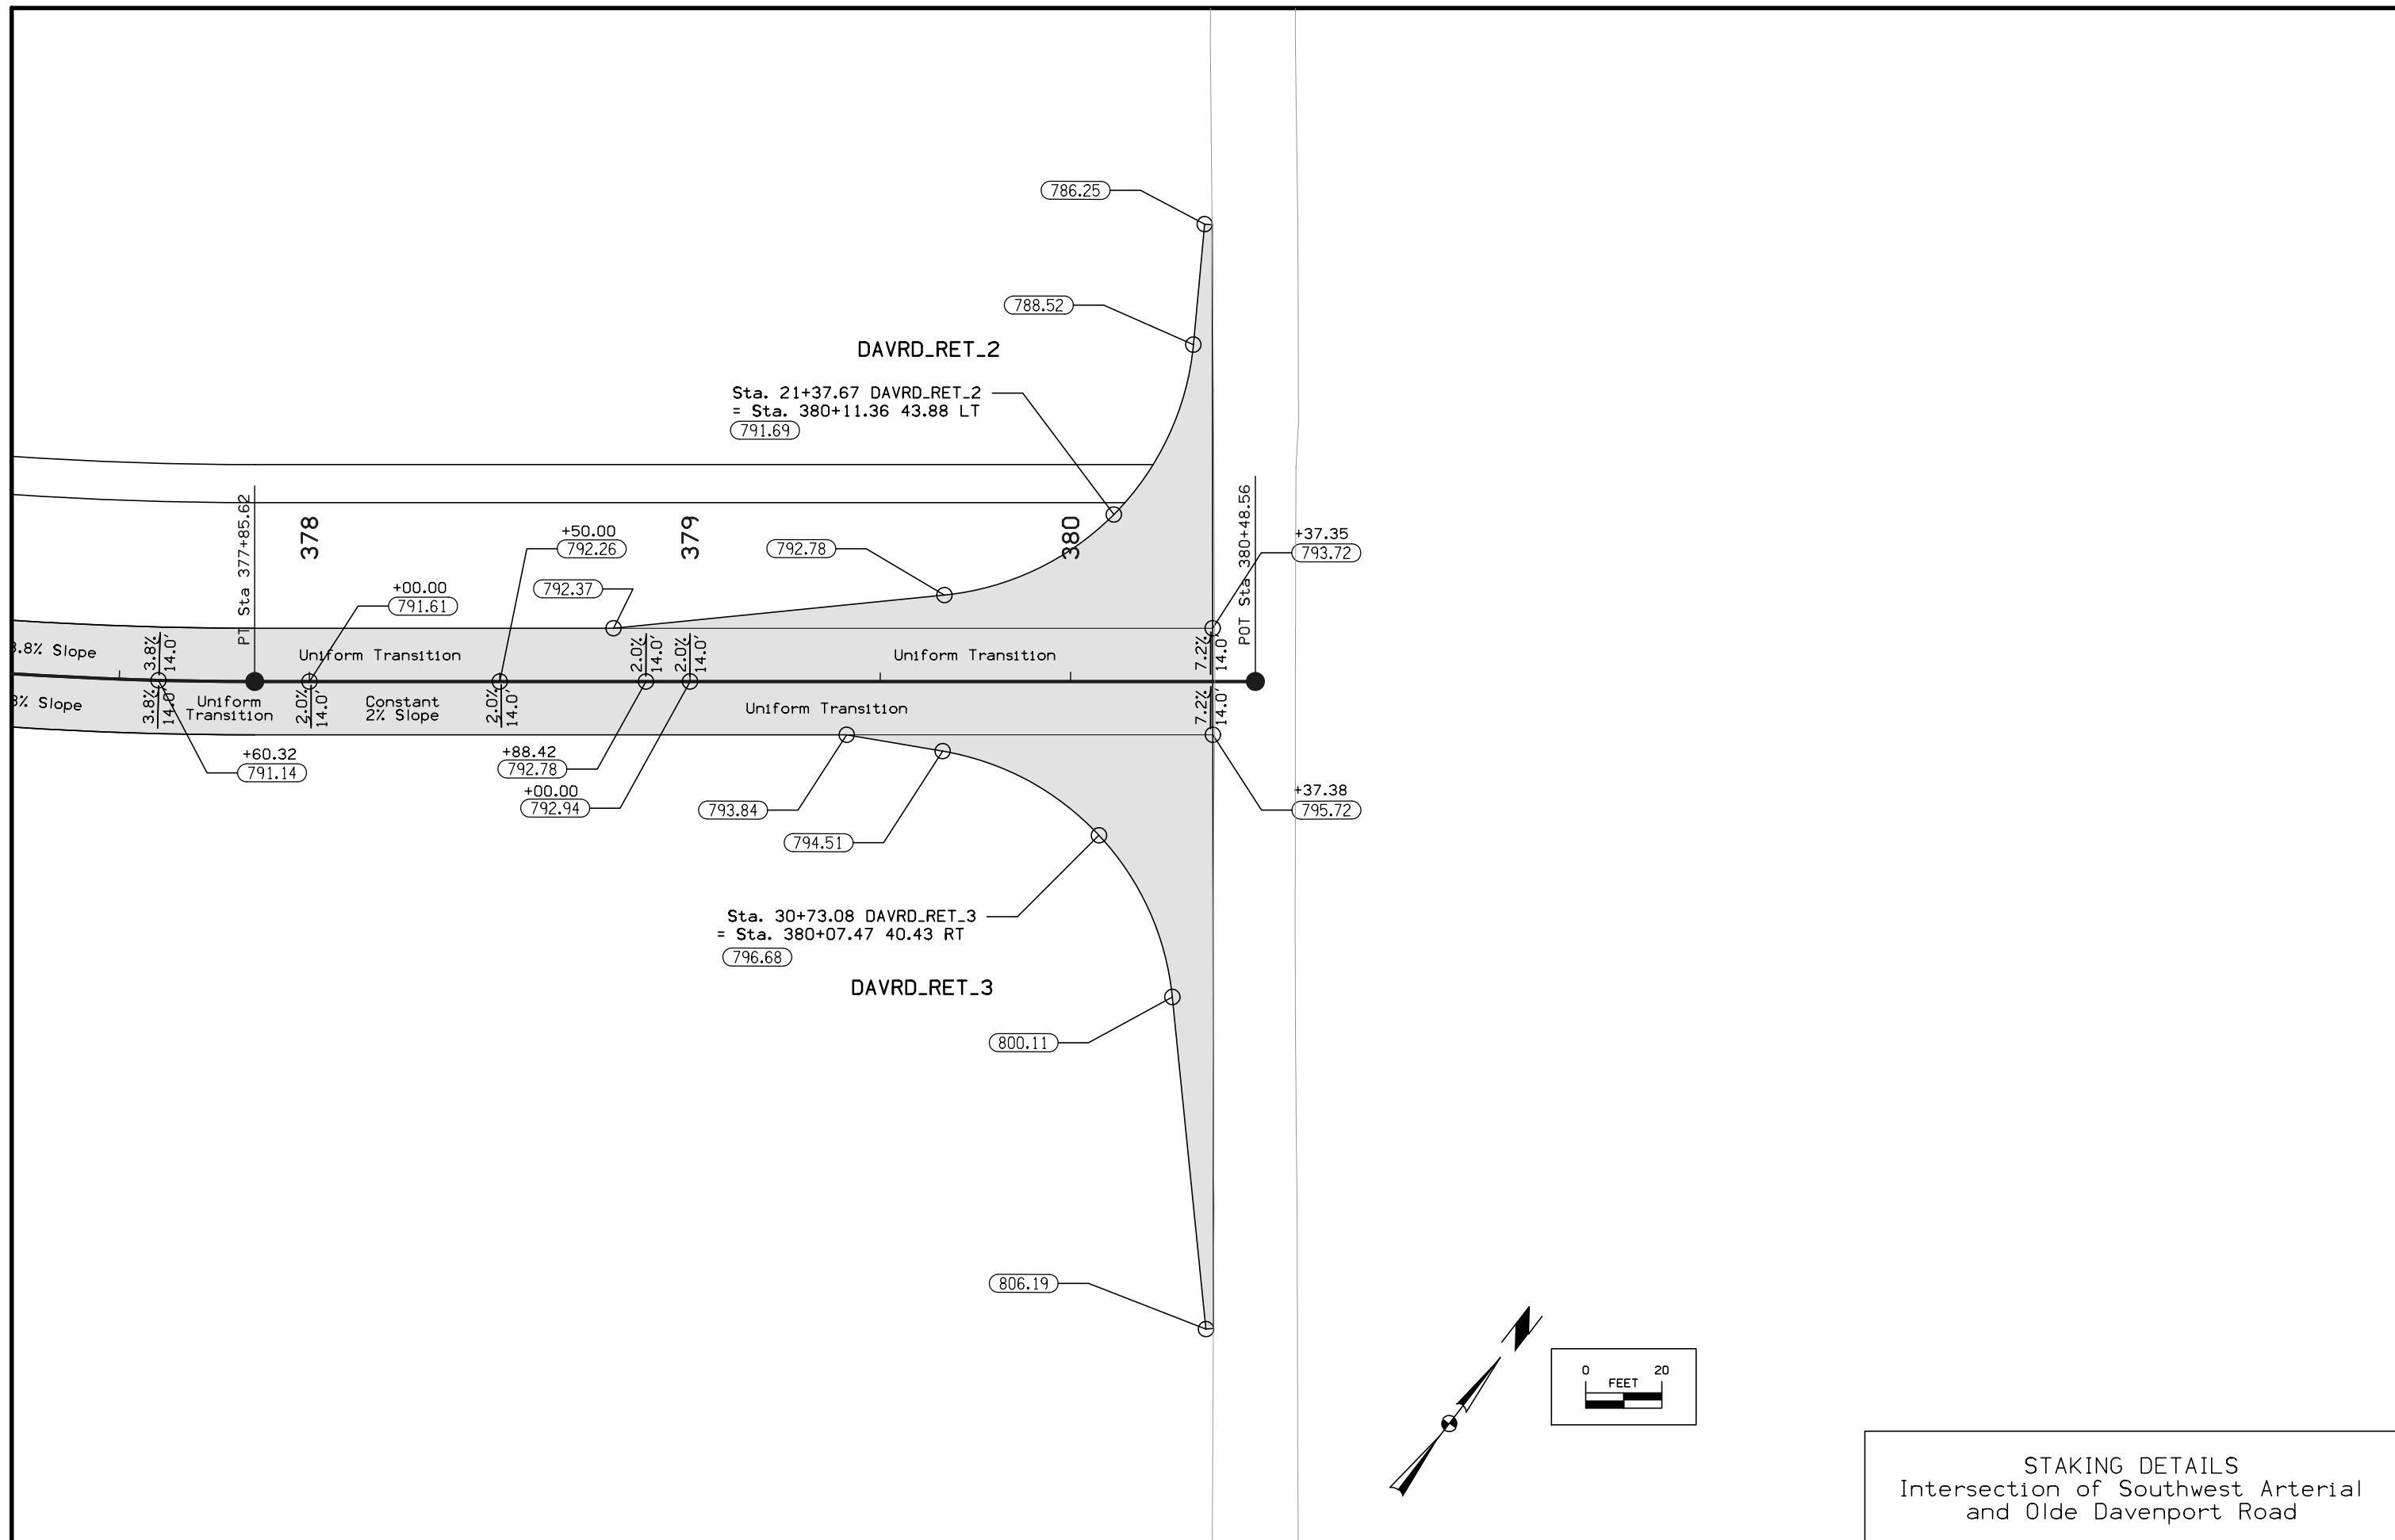 786.25
788.52
DAVRD_RET_2
Sta. 21+37.67 DAVRD_RET_2
= Sta. 380+11.36 43.88 LT
791.69
PT Sta 377+85.62
378
+50.00
792.26
379
792.78
380
POT Sta 380+48.56
+37.35
793.72
+00.00
791.61
792.37
3.8% Slope
3.8%
14.0'
Uniform Transition
2.0%
14.0'
2.0%
14.0'
Uniform Transition
7.2%
14.0'
8% Slope
3.8%
14.0'
Uniform
Transition
2.0%
14.0'
Constant
2% Slope
2.0%
14.0'
Uniform Transition
7.2%
14.0'
+60.32
791.14
+88.42
792.78
+00.00
792.94
793.84
794.51
+37.38
795.72
Sta. 30+73.08 DAVRD_RET_3
= Sta. 380+07.47 40.43 RT
796.68
DAVRD_RET_3
800.11
806.19
N
0 20
FEET
STAKING DETAILS
Intersection of Southwest Arterial
and Olde Davenport Road